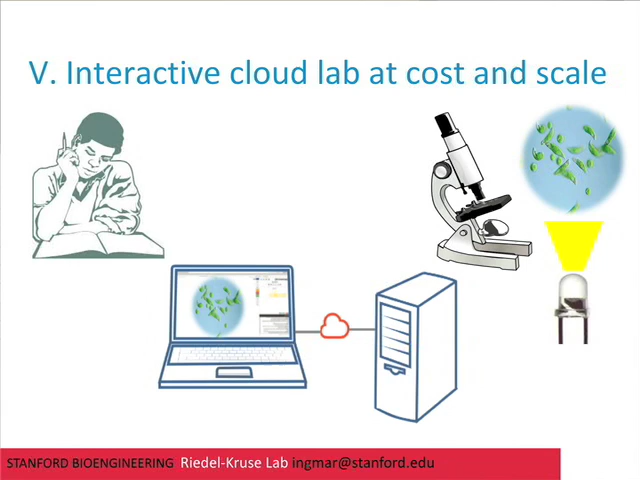 V. Interactive cloud lab at cost and scale
STANFORD BIOENGINEERING Riedel-Kruse Lab ingmar@stanford.edu